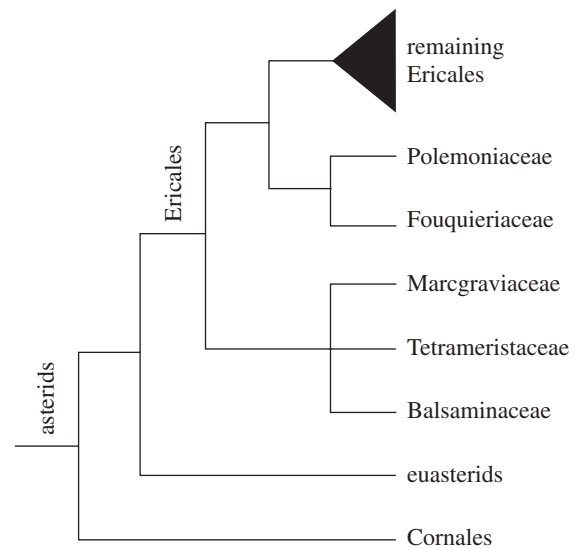 remaining
Ericales
Polemoniaceae
Ericales
Fouquieriaceae
Marcgraviaceae
Tetrameristaceae
asterids
Balsaminaceae
euasterids
Cornales